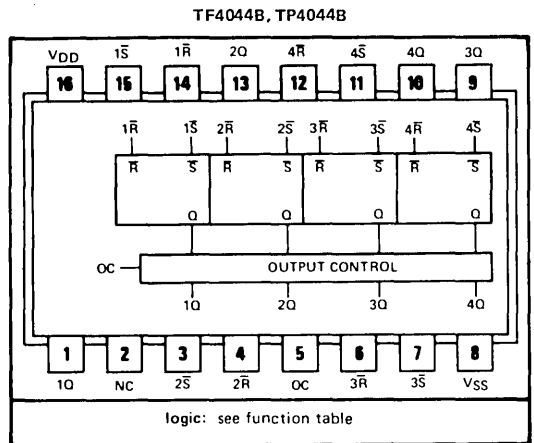 TF4044B, TP4044B
VDD 1S̅ 1R̅ 2Q 4R̅ 4S̅ 4Q 3Q
16 15 14 13 12 11 10 9
1R̅ 1S̅ 2R̅ 2S̅ 3R̅ 3S̅ 4R̅ 4S̅
R̅ S̅ R̅ S̅ R̅ S̅ R̅ S̅
Q Q Q Q
OC OUTPUT CONTROL
1Q 2Q 3Q 4Q
1 2 3 4 5 6 7 8
1Q NC 2S̅ 2R̅ OC 3R̅ 3S̅ VSS
logic: see function table